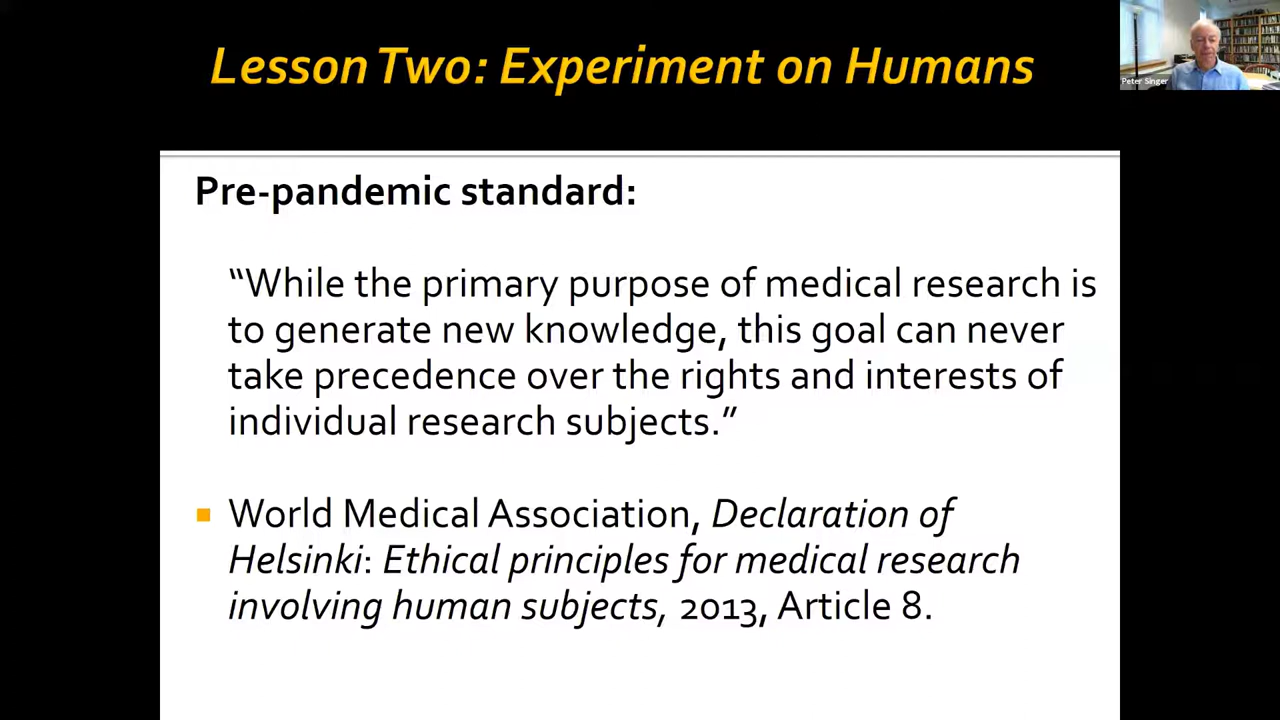 Lesson Two: Experiment on Humans
Peter Singer
Pre-pandemic standard:
“While the primary purpose of medical research is
to generate new knowledge, this goal can never
take precedence over the rights and interests of
individual research subjects.”
World Medical Association, Declaration of
Helsinki: Ethical principles for medical research
involving human subjects, 2013, Article 8.